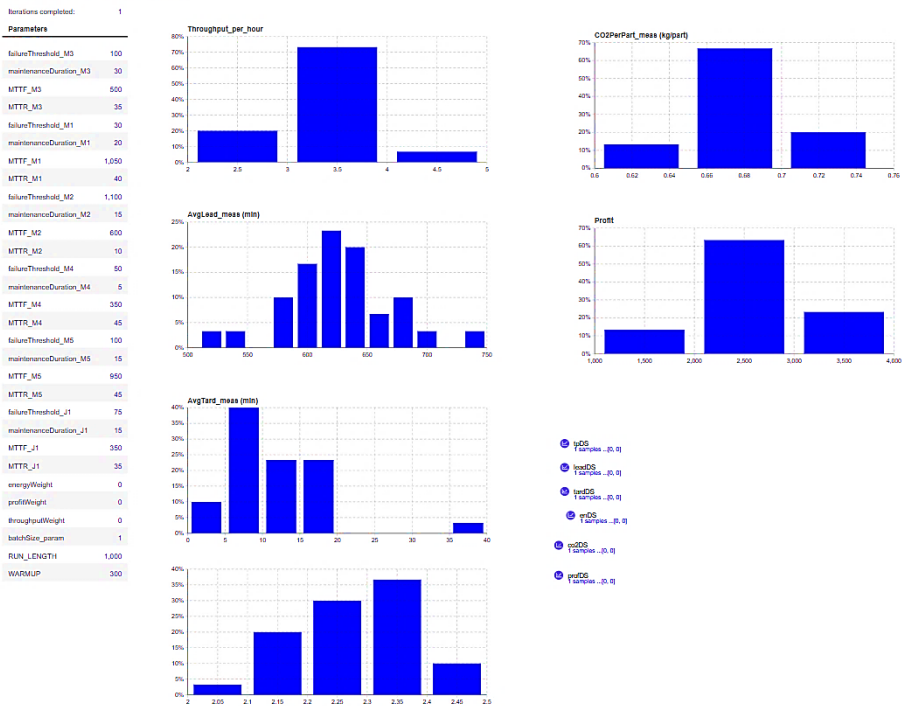 Iterations completed: 1
Parameters
failureThreshold_M3 100
maintenanceDuration_M3 30
MTTF_M3 500
MTTR_M3 35
failureThreshold_M1 30
maintenanceDuration_M1 20
MTTF_M1 1,050
MTTR_M1 40
failureThreshold_M2 1,100
maintenanceDuration_M2 15
MTTF_M2 600
MTTR_M2 10
failureThreshold_M4 50
maintenanceDuration_M4 5
MTTF_M4 350
MTTR_M4 45
failureThreshold_M5 100
maintenanceDuration_M5 15
MTTF_M5 950
MTTR_M5 45
failureThreshold_J1 75
maintenanceDuration_J1 15
MTTF_J1 350
MTTR_J1 35
energyWeight 0
profitWeight 0
throughputWeight 0
batchSize_param 1
RUN_LENGTH 1,000
WARMUP 300
Throughput_per_hour
80%
70%
60%
50%
40%
30%
20%
10%
0%
2 2.5 3 3.5 4 4.5 5
CO2PerPart_meas (kg/part)
70%
60%
50%
40%
30%
20%
10%
0%
0.6 0.62 0.64 0.66 0.68 0.7 0.72 0.74 0.76
AvgLead_meas (min)
25%
20%
15%
10%
5%
0%
500 550 600 650 700 750
Profit
70%
60%
50%
40%
30%
20%
10%
0%
1,000 1,500 2,000 2,500 3,000 3,500 4,000
AvgTard_meas (min)
40%
35%
30%
25%
20%
15%
10%
5%
0%
0 5 10 15 20 25 30 35 40
tpDS
1 samples ...[0, 0]
leadDS
1 samples ...[0, 0]
tardDS
1 samples ...[0, 0]
enDS
1 samples ...[0, 0]
co2DS
1 samples ...[0, 0]
profDS
1 samples ...[0, 0]
40%
35%
30%
25%
20%
15%
10%
5%
0%
2 2.05 2.1 2.15 2.2 2.25 2.3 2.35 2.4 2.45 2.5